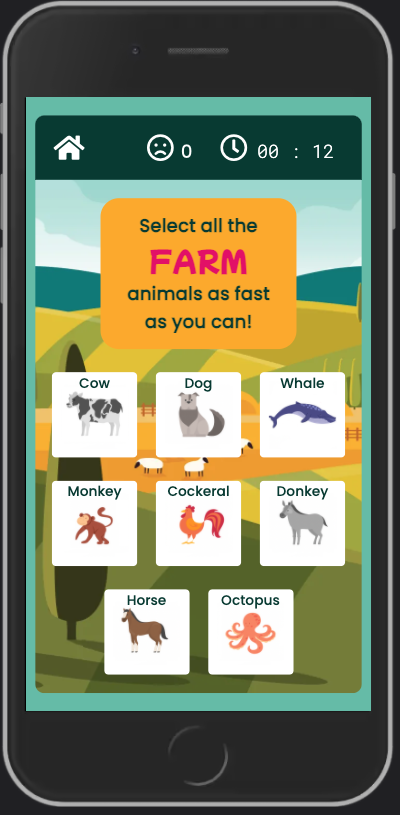 0 00 : 12
Select all the
FARM
animals as fast
as you can!
Cow Dog Whale
Monkey Cockeral Donkey
Horse Octopus